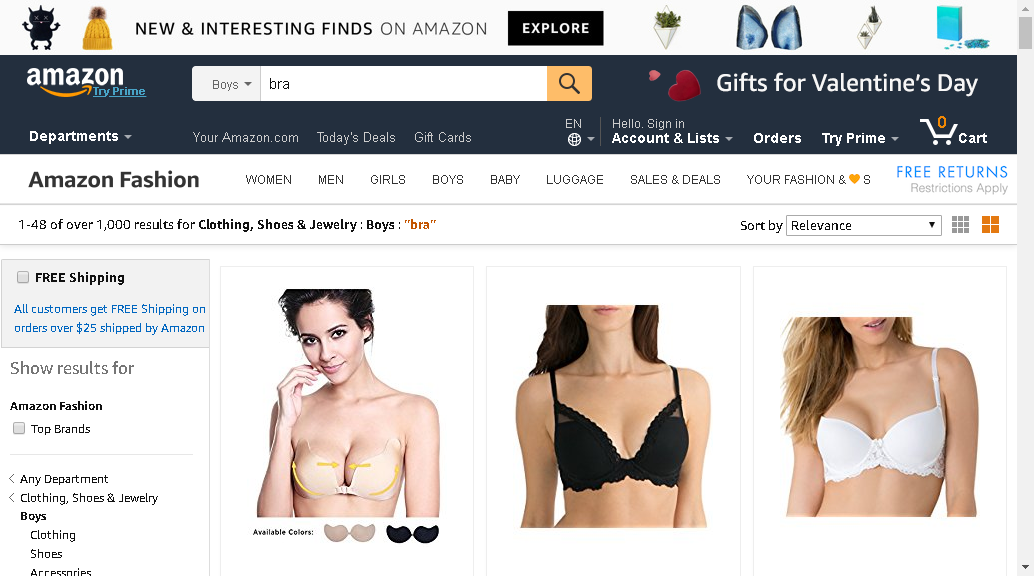 NEW & INTERESTING FINDS ON AMAZON EXPLORE
amazon
Try Prime
Boys
bra
Gifts for Valentine's Day
Departments
Your Amazon.com
Today's Deals
Gift Cards
EN
Hello. Sign in
Account & Lists
Orders
Try Prime
0
Cart
Amazon Fashion
WOMEN
MEN
GIRLS
BOYS
BABY
LUGGAGE
SALES & DEALS
YOUR FASHION & S
FREE RETURNS
Restrictions Apply
1-48 of over 1,000 results for Clothing, Shoes & Jewelry : Boys : "bra"
Sort by Relevance
FREE Shipping
All customers get FREE Shipping on
orders over $25 shipped by Amazon
Show results for
Amazon Fashion
Top Brands
Any Department
Clothing, Shoes & Jewelry
Boys
Clothing
Shoes
Accessories
Available Colors: